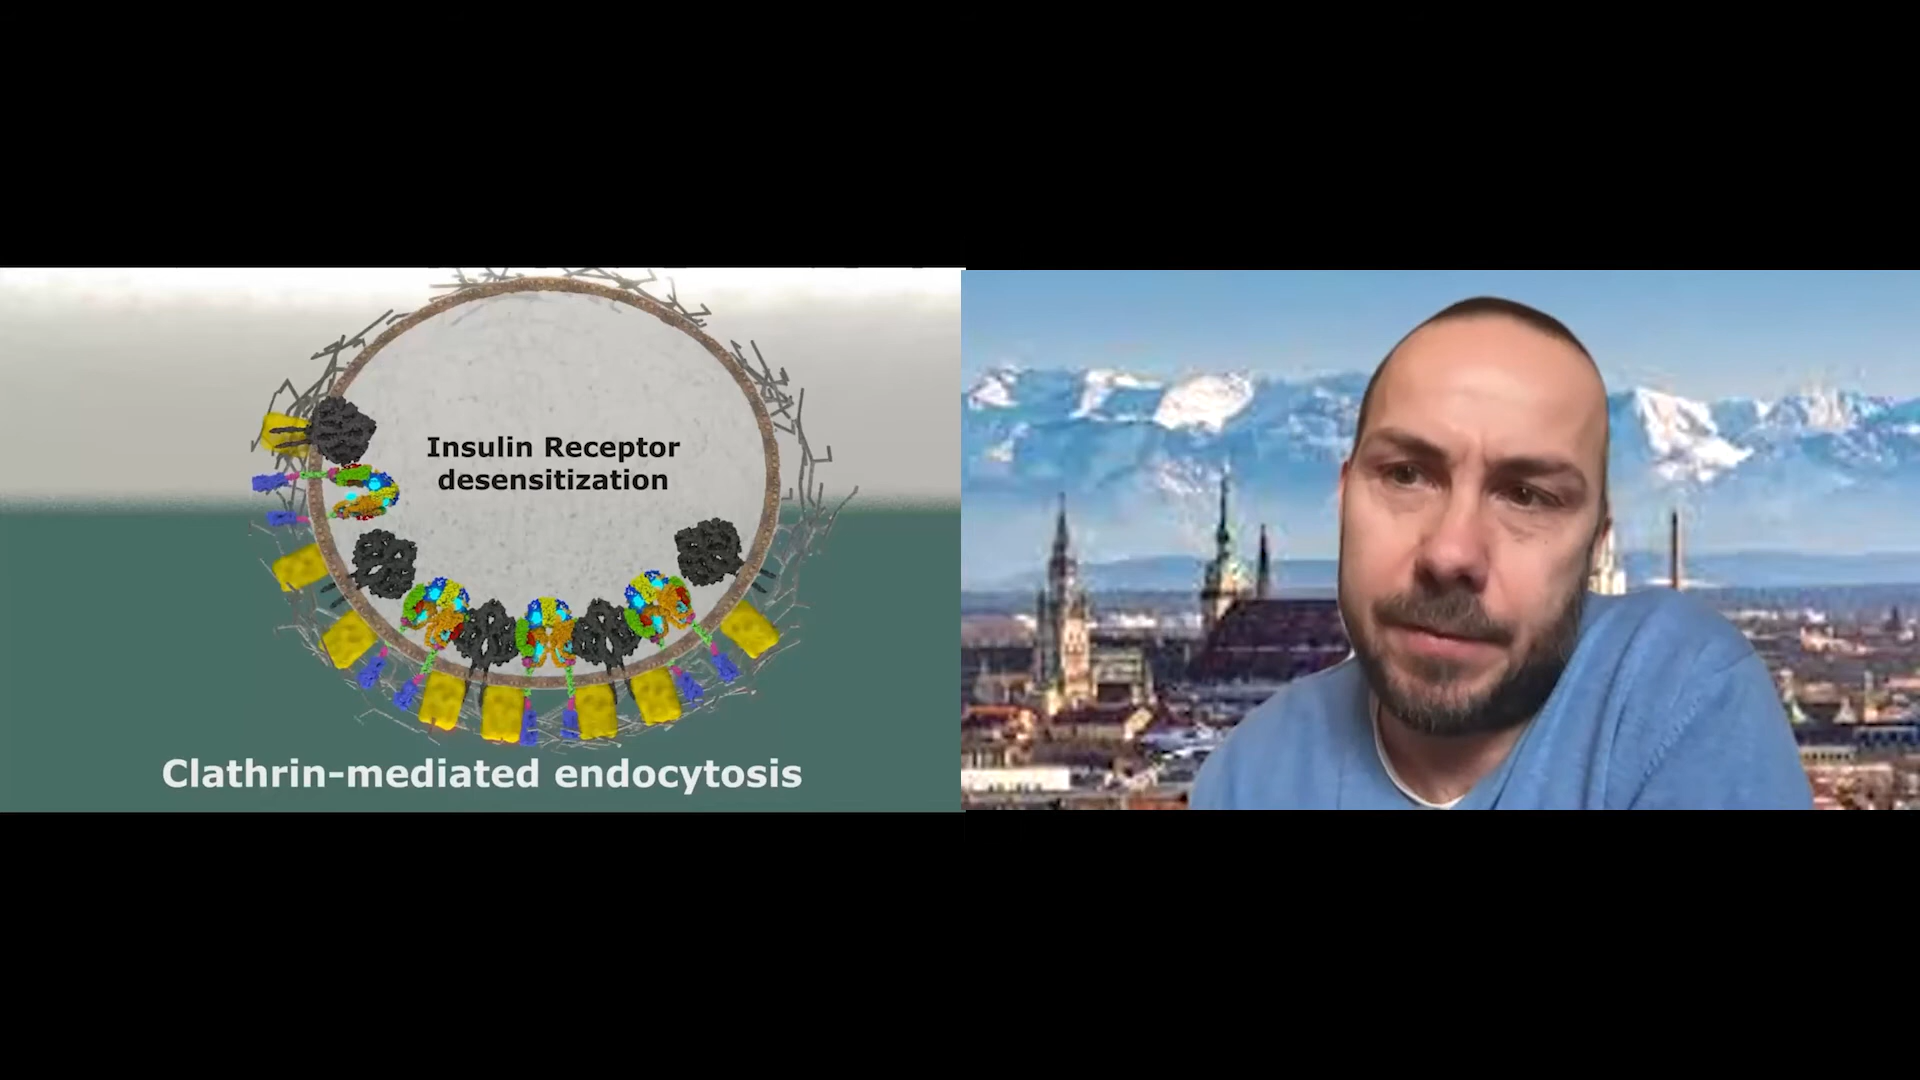 Insulin Receptor
desensitization
Clathrin-mediated endocytosis